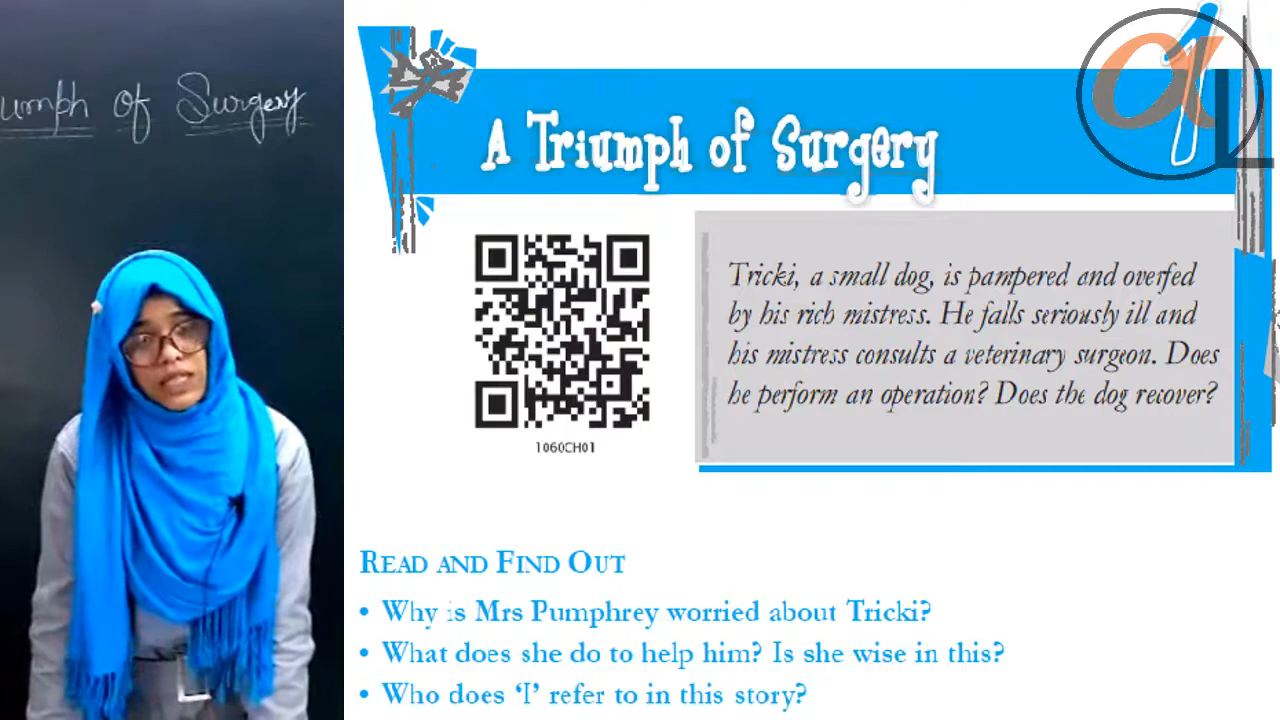 of Surgery
A Triumph of Surgery
Tricki, a small dog, is pampered and overfed
by his rich mistress. He falls seriously ill and
his mistress consults a veterinary surgeon. Does
he perform an operation? Does the dog recover?
1060CH01
READ AND FIND OUT
• Why is Mrs Pumphrey worried about Tricki?
• What does she do to help him? Is she wise in this?
• Who does ‘I’ refer to in this story?